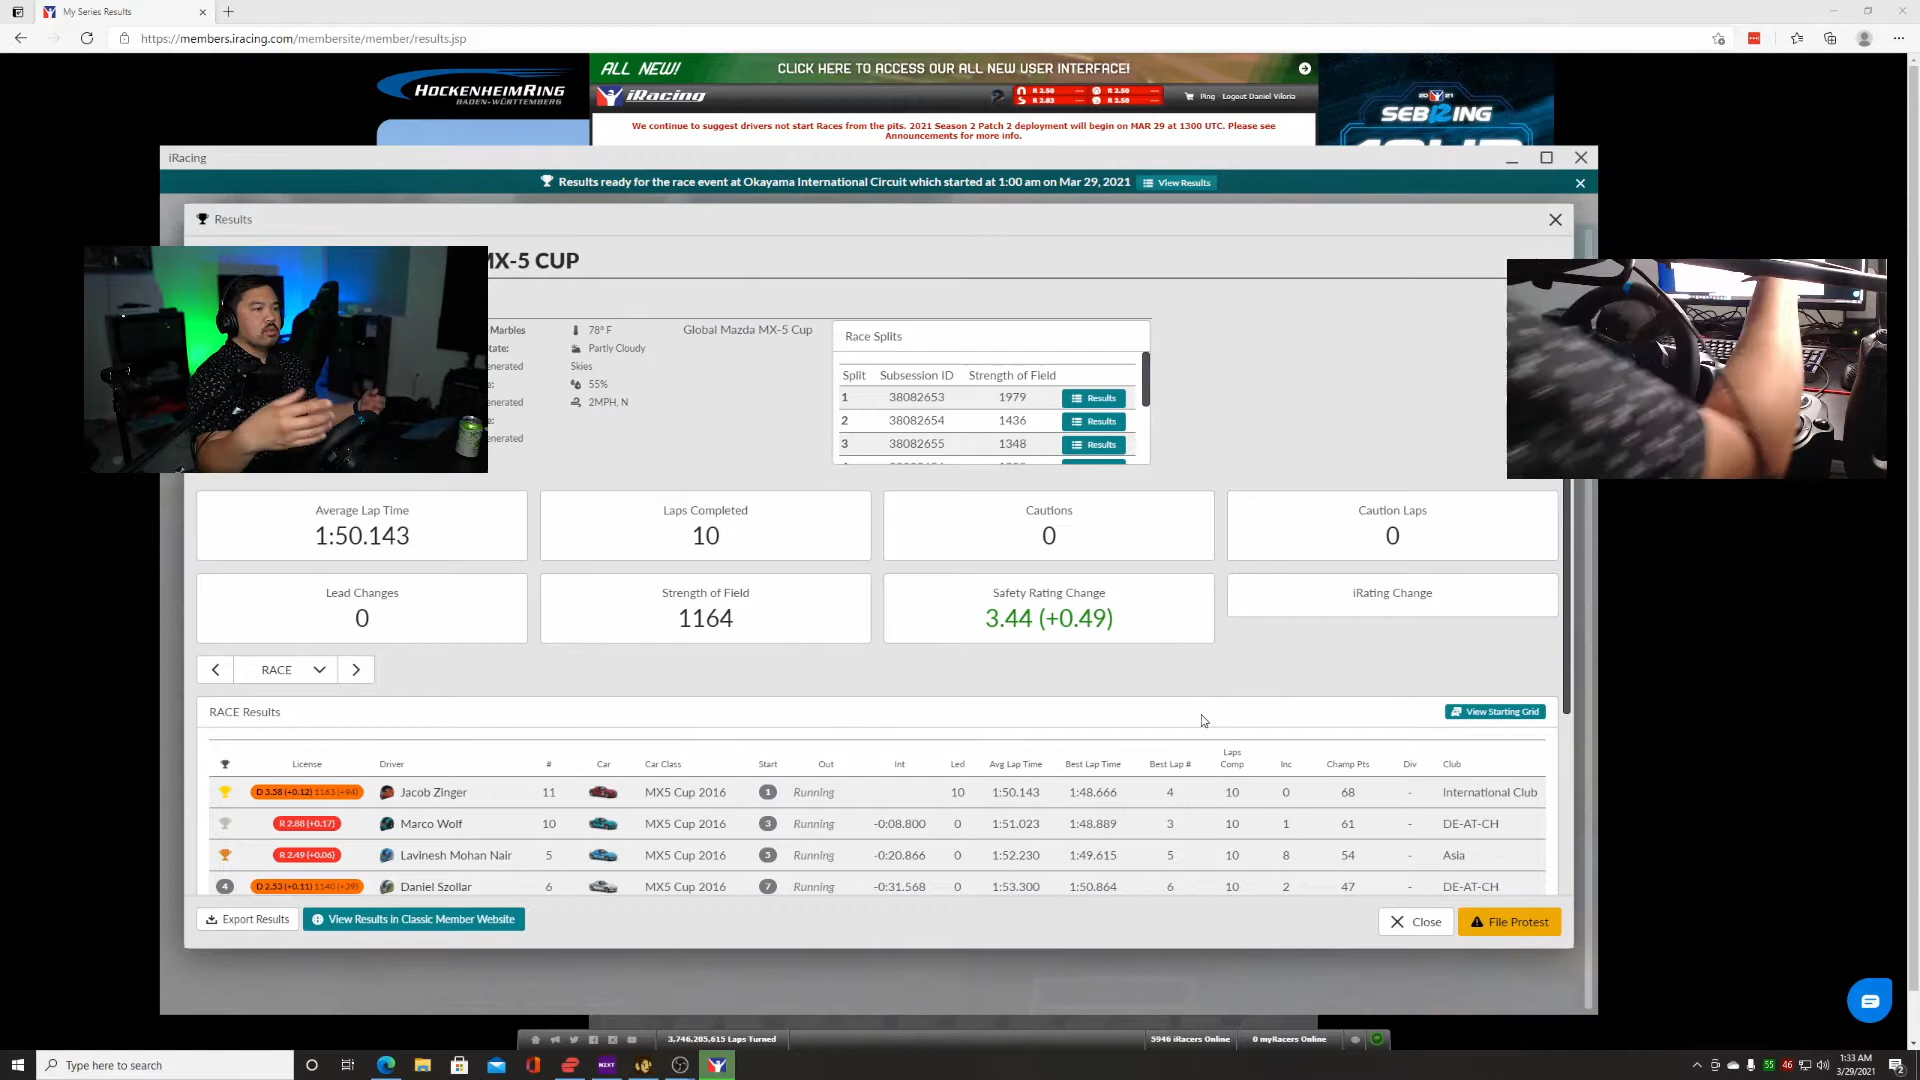 My Series Results
https://members.iracing.com/membersite/member/results.jsp
HOCKENHEIMRING
BADEN-WÜRTTEMBERG
ALL NEW! CLICK HERE TO ACCESS OUR ALL NEW USER INTERFACE!
iRacing
R 2.50 R 2.50
R 2.83 R 2.50
Ping Logout Daniel Viloria
We continue to suggest drivers not start Races from the pits. 2021 Season 2 Patch 2 deployment will begin on MAR 29 at 1300 UTC. Please see
Announcements for more info.
iRacing
Results ready for the race event at Okayama International Circuit which started at 1:00 am on Mar 29, 2021 View Results
Results
MX-5 CUP
Marbles 78° F Global Mazda MX-5 Cup Race Splits
Partly Cloudy
Skies
55%
2MPH, N
Split Subsession ID Strength of Field
1 38082653 1979 Results
2 38082654 1436 Results
3 38082655 1348 Results
Average Lap Time Laps Completed Cautions Caution Laps
1:50.143 10 0 0
Lead Changes Strength of Field Safety Rating Change iRating Change
0 1164 3.44 (+0.49)
RACE
RACE Results View Starting Grid
License Driver # Car Car Class Start Out Int Led Avg Lap Time Best Lap Time Best Lap # Laps Comp Inc Champ Pts Div Club
D 3.58 (+0.12) 1163 (+94) Jacob Zinger 11 MX5 Cup 2016 1 Running 10 1:50.143 1:48.666 4 10 0 68 - International Club
R 2.88 (+0.17) Marco Wolf 10 MX5 Cup 2016 3 Running -0:08.800 0 1:51.023 1:48.889 3 10 1 61 - DE-AT-CH
R 2.49 (+0.06) Lavinesh Mohan Nair 5 MX5 Cup 2016 5 Running -0:20.866 0 1:52.230 1:49.615 5 10 8 54 - Asia
4 D 2.53 (+0.11) 1140 (+39) Daniel Szollar 6 MX5 Cup 2016 7 Running -0:31.568 0 1:53.300 1:50.864 6 10 2 47 - DE-AT-CH
Export Results View Results in Classic Member Website Close File Protest
3,746,205,615 Laps Turned 5946 iRacers Online 0 myRacers Online
Type here to search
NZXT
55 46
1:33 AM
3/29/2021